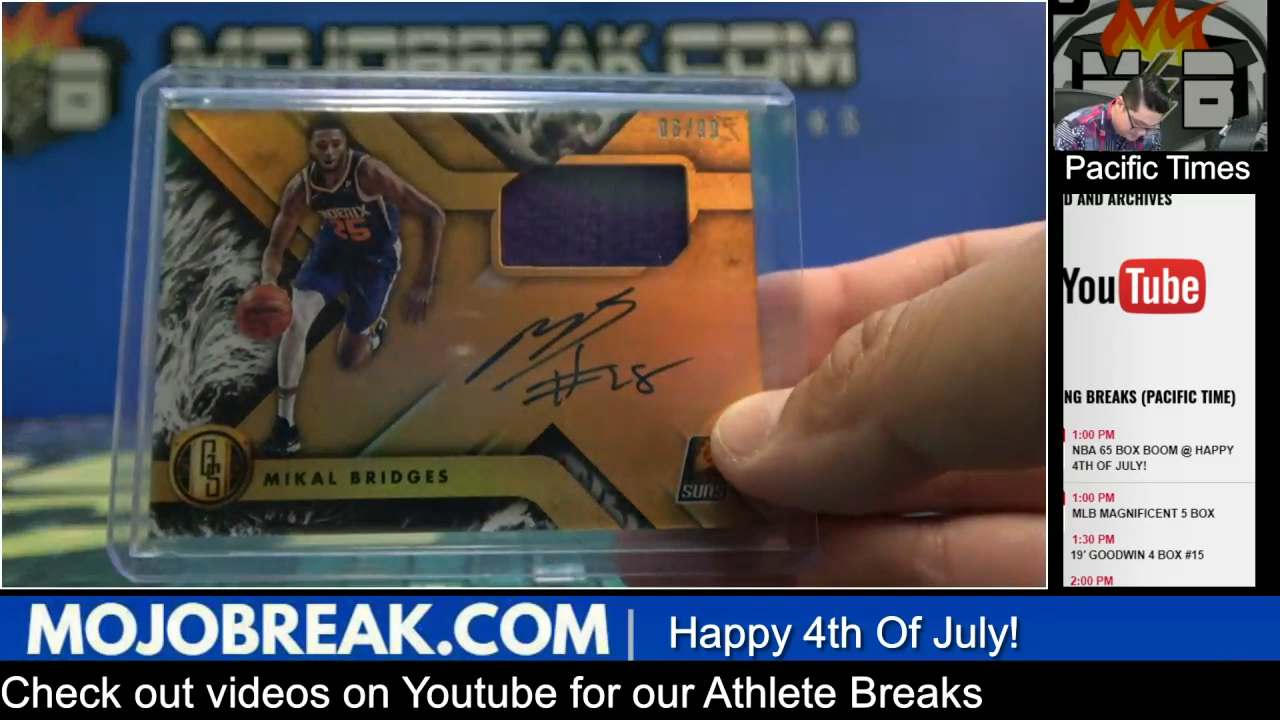 MOJOBREAK.COM
PHOENIX
25
#25
GS
MIKAL BRIDGES
SUNS
MB
Pacific Times
D AND ARCHIVES
YouTube
NG BREAKS (PACIFIC TIME)
1:00 PM
NBA 65 BOX BOOM @ HAPPY
4TH OF JULY!
1:00 PM
MLB MAGNIFICENT 5 BOX
1:30 PM
19' GOODWIN 4 BOX #15
2:00 PM
MOJOBREAK.COM | Happy 4th Of July!
Check out videos on Youtube for our Athlete Breaks